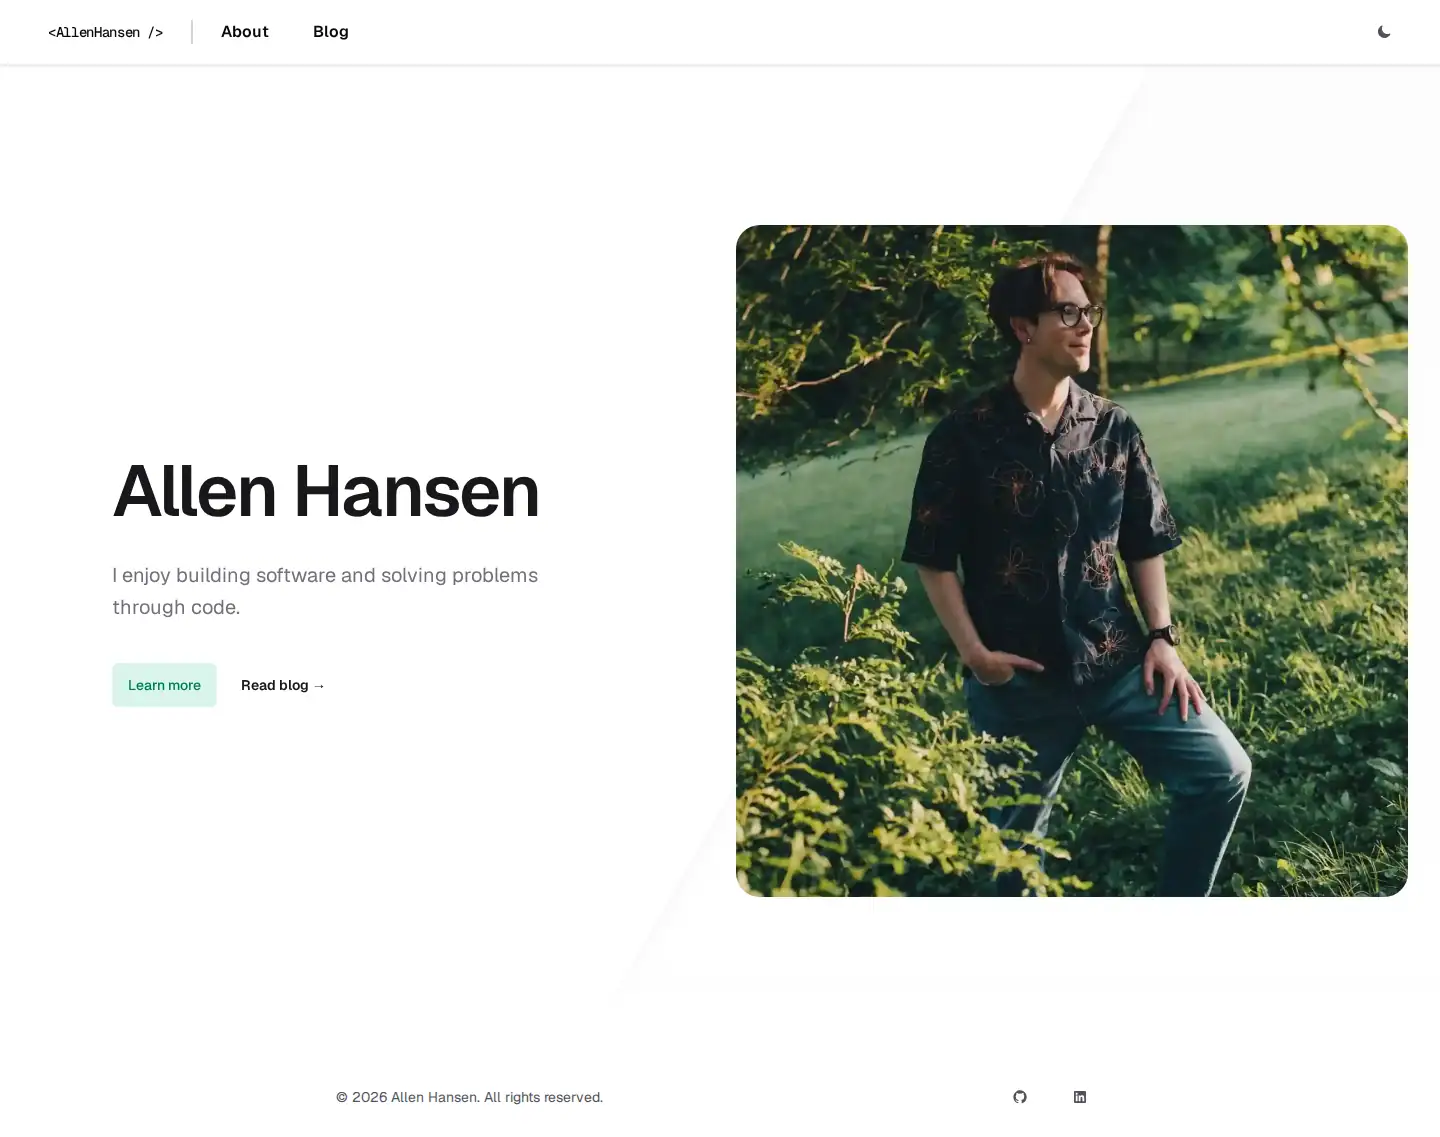 <AllenHansen />
About
Blog
Allen Hansen
I enjoy building software and solving problems
through code.
Learn more
Read blog →
© 2026 Allen Hansen. All rights reserved.